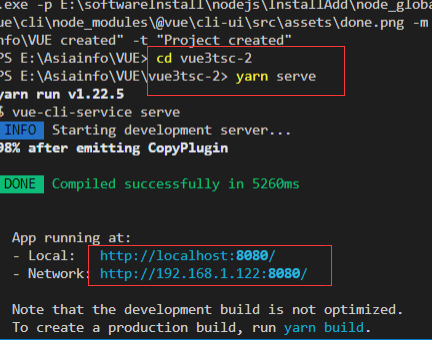 .exe -p E:\softwareInstall\nodejs\InstallAdd\node_globa
vue\cli\node_modules\@vue\cli-ui\src\assets\done.png -m
info\VUE created" -t "Project created"
PS E:\Asiainfo\VUE> cd vue3tsc-2
PS E:\Asiainfo\VUE\vue3tsc-2> yarn serve
yarn run v1.22.5
$ vue-cli-service serve
INFO Starting development server...
98% after emitting CopyPlugin
DONE Compiled successfully in 5260ms
App running at:
- Local: http://localhost:8080/
- Network: http://192.168.1.122:8080/
Note that the development build is not optimized.
To create a production build, run yarn build.